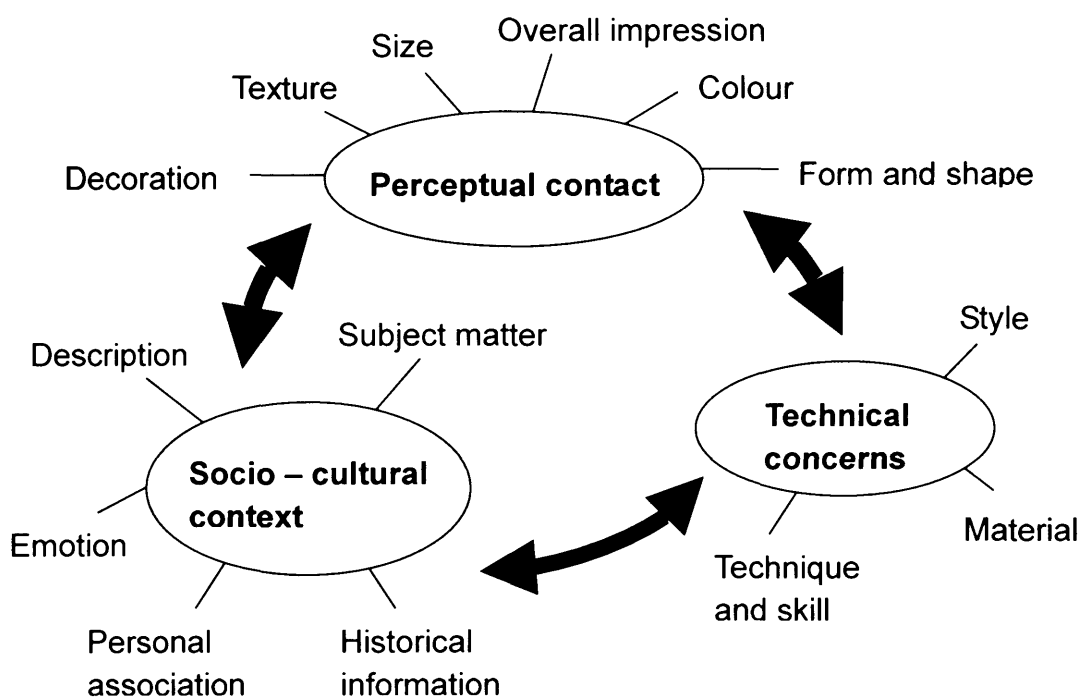 Overall impression
Size
Texture
Colour
Decoration
Perceptual contact
Form and shape
Style
Subject matter
Description
Technical
concerns
Socio – cultural
context
Material
Emotion
Technique
and skill
Personal
association
Historical
information